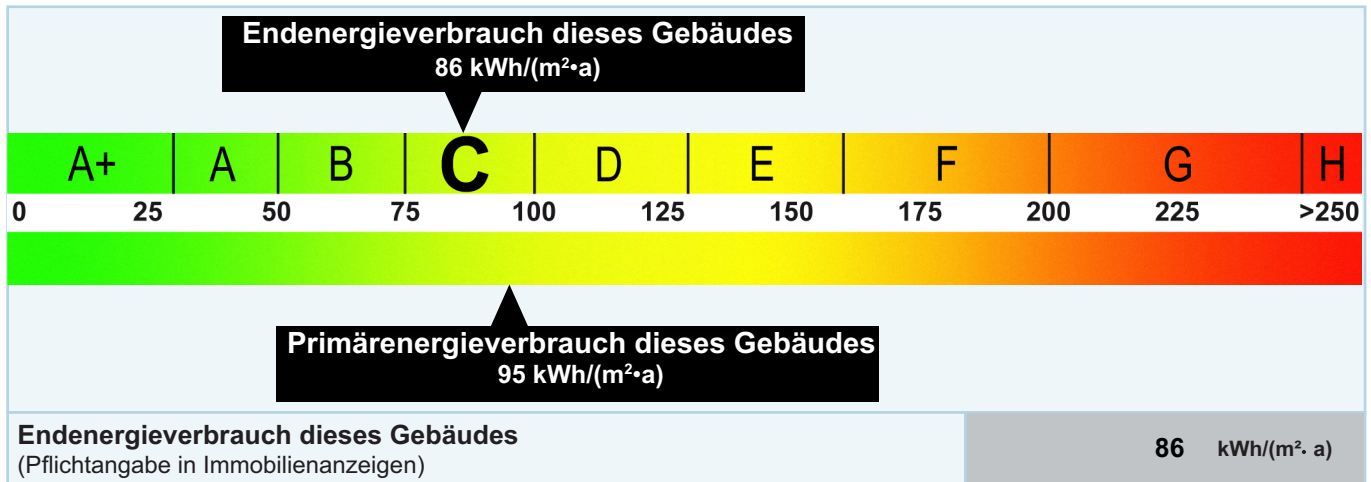 Endenergieverbrauch dieses Gebäudes
86 kWh/(m²•a)
A+ A B C D E F G H
0 25 50 75 100 125 150 175 200 225 >250
Primärenergieverbrauch dieses Gebäudes
95 kWh/(m²•a)
Endenergieverbrauch dieses Gebäudes
(Pflichtangabe in Immobilienanzeigen)
86 kWh/(m²· a)